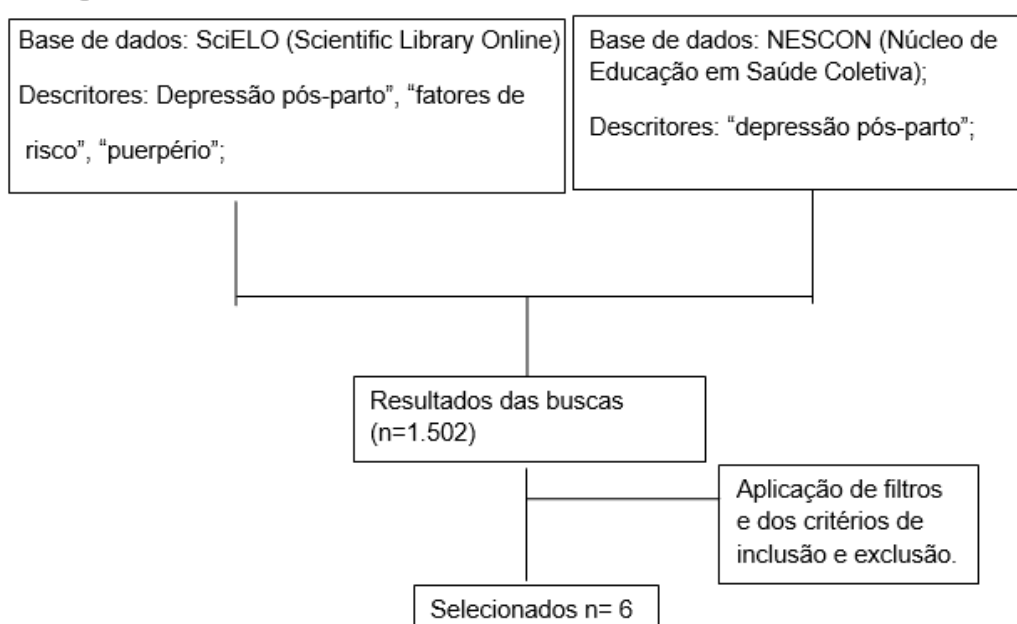 Base de dados: SciELO (Scientific Library Online)
Descritores: Depressão pós-parto”, “fatores de
risco”, “puerpério”;
Base de dados: NESCON (Núcleo de
Educação em Saúde Coletiva);
Descritores: “depressão pós-parto”;
Resultados das buscas
(n=1.502)
Aplicação de filtros
e dos critérios de
inclusão e exclusão.
Selecionados n= 6